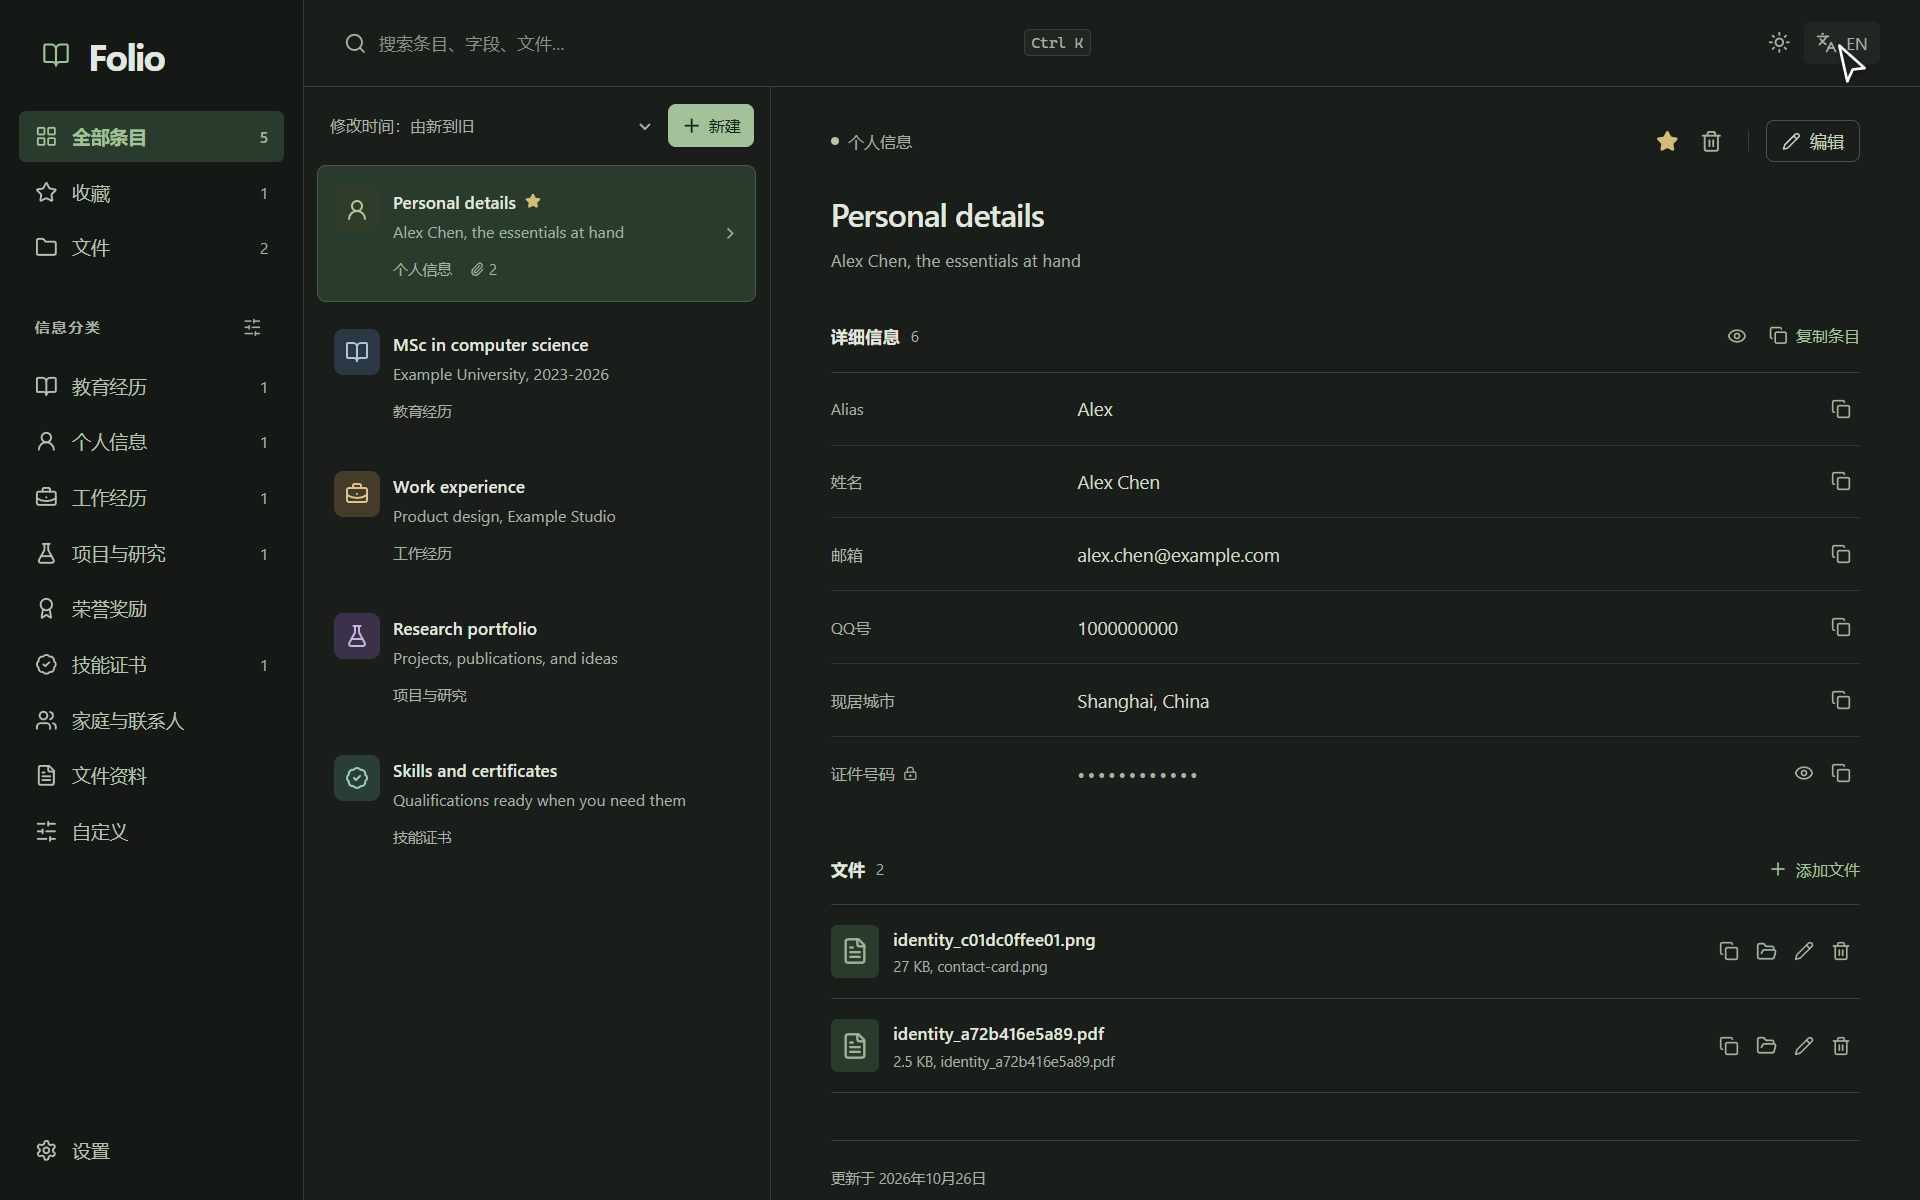 Folio
全部条目 5
收藏 1
文件 2
信息分类
教育经历 1
个人信息 1
工作经历 1
项目与研究 1
荣誉奖励
技能证书 1
家庭与联系人
文件资料
自定义
设置
搜索条目、字段、文件...
Ctrl K
EN
修改时间：由新到旧
新建
Personal details
Alex Chen, the essentials at hand
个人信息 2
MSc in computer science
Example University, 2023-2026
教育经历
Work experience
Product design, Example Studio
工作经历
Research portfolio
Projects, publications, and ideas
项目与研究
Skills and certificates
Qualifications ready when you need them
技能证书
个人信息
编辑
Personal details
Alex Chen, the essentials at hand
详细信息 6
复制条目
Alias Alex
姓名 Alex Chen
邮箱 alex.chen@example.com
QQ号 1000000000
现居城市 Shanghai, China
证件号码 ••••••••••••
文件 2
添加文件
identity_c01dc0ffee01.png
27 KB, contact-card.png
identity_a72b416e5a89.pdf
2.5 KB, identity_a72b416e5a89.pdf
更新于 2026年10月26日